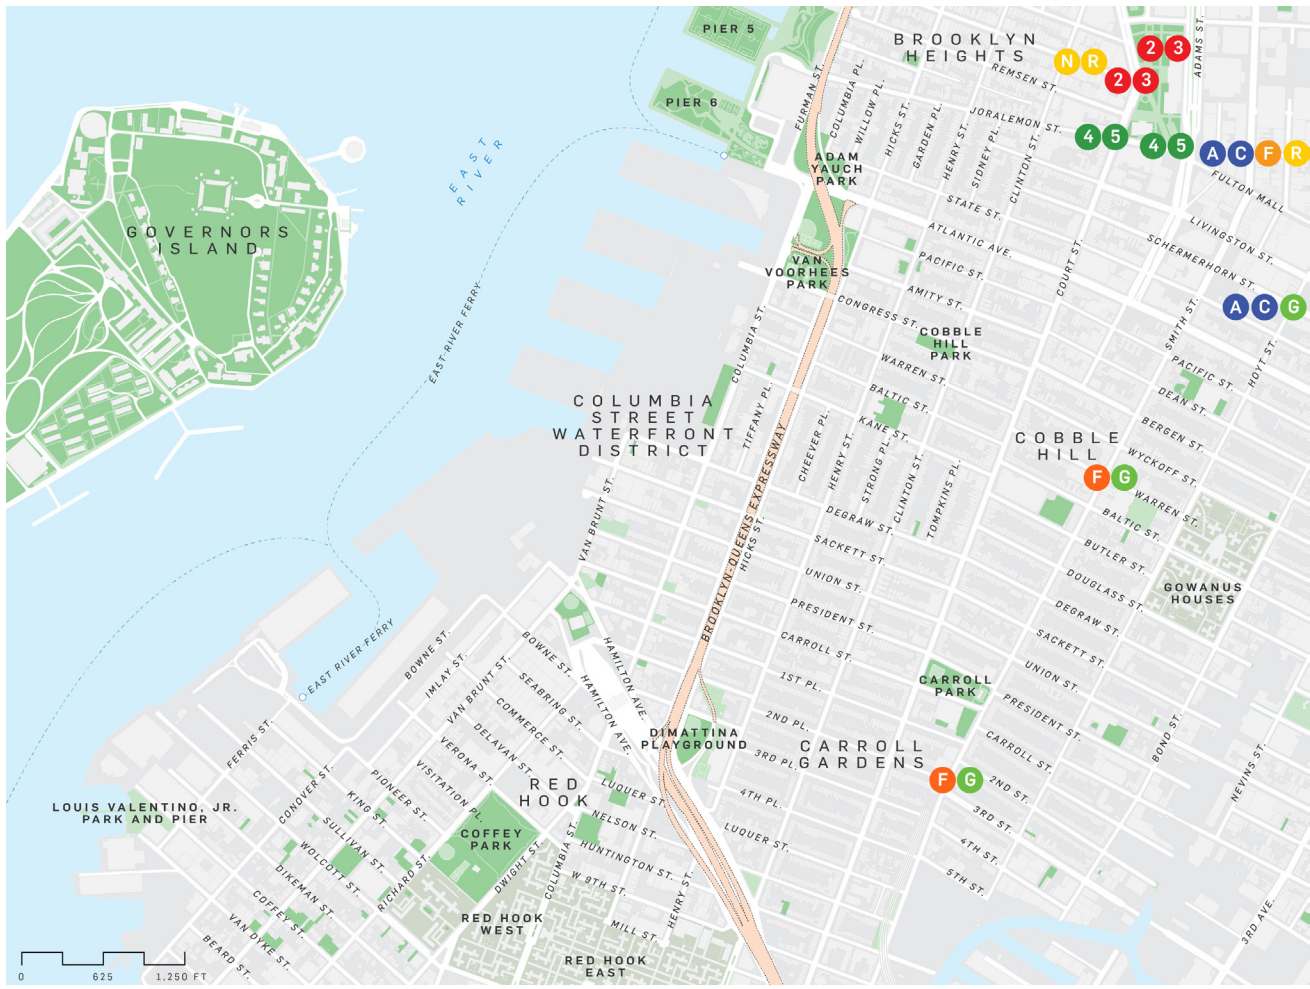 PIER 5
BROOKLYN
HEIGHTS
N R
2 3
2 3
ADAMS ST.
PIER 6
FURMAN ST.
COLUMBIA PL.
WILLOW PL.
HICKS ST.
GARDEN PL.
HENRY ST.
SIDNEY PL.
CLINTON ST.
REMSEN ST.
JORALEMON ST.
4 5
4 5
A C F R
FULTON MALL
EAST
RIVER
ADAM
YAUCH
PARK
STATE ST.
LIVINGSTON ST.
SCHERMERHORN ST.
GOVERNORS
ISLAND
ATLANTIC AVE.
PACIFIC ST.
COURT ST.
VAN
VOORHEES
PARK
AMITY ST.
CONGRESS ST.
A C G
EAST RIVER FERRY
COLUMBIA ST.
COBBLE
HILL
PARK
SMITH ST.
HOYT ST.
WARREN ST.
PACIFIC ST.
BALTIC ST.
DEAN ST.
COLUMBIA
STREET
WATERFRONT
DISTRICT
TIFFANY PL.
KANE ST.
BERGEN ST.
CHEEVER PL.
HENRY ST.
STRONG PL.
CLINTON ST.
TOMPKINS PL.
COBBLE
HILL
F G
WYCKOFF ST.
WARREN ST.
BALTIC ST.
VAN BRUNT ST.
BROOKLYN-QUEENS EXPRESSWAY
HICKS ST.
DEGRAW ST.
SACKETT ST.
BUTLER ST.
UNION ST.
DOUGLASS ST.
GOWANUS
HOUSES
PRESIDENT ST.
DEGRAW ST.
EAST RIVER FERRY
BOWNE ST.
IMLAY ST.
BOWNE ST.
HAMILTON AVE.
HAMILTON AVE.
CARROLL ST.
SACKETT ST.
1ST PL.
CARROLL
PARK
UNION ST.
VAN BRUNT ST.
SEABRING ST.
PRESIDENT ST.
2ND PL.
COMMERCE ST.
DIMATTINA
PLAYGROUND
CARROLL ST.
BOND ST.
NEVINS ST.
FERRIS ST.
DELAVAN ST.
VERONA ST.
3RD PL.
CARROLL
GARDENS
F G
2ND ST.
VISITATION PL.
PIONEER ST.
CONOVER ST.
RED
HOOK
LUQUER ST.
4TH PL.
3RD ST.
LOUIS VALENTINO, JR.
PARK AND PIER
KING ST.
SULLIVAN ST.
NELSON ST.
LUQUER ST.
4TH ST.
COFFEY
PARK
WOLCOTT ST.
HUNTINGTON ST.
5TH ST.
DIKEMAN ST.
RICHARD ST.
DWIGHT ST.
COLUMBIA ST.
W 9TH ST.
HENRY ST.
COFFEY ST.
3RD AVE.
RED HOOK
WEST
MILL ST.
VAN DYKE ST.
BEARD ST.
RED HOOK
EAST
0 625 1,250 FT